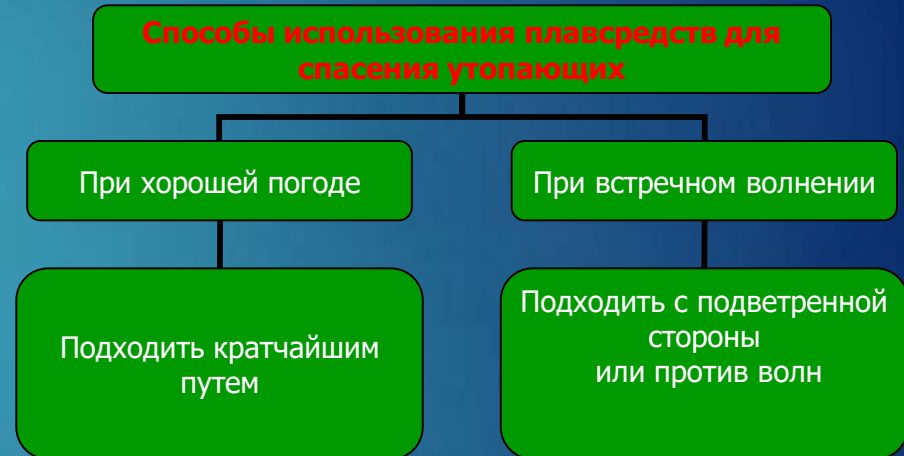 Способы использования плавсредств для
спасения утопающих
При хорошей погоде
При встречном волнении
Подходить кратчайшим
путем
Подходить с подветренной
стороны
или против волн